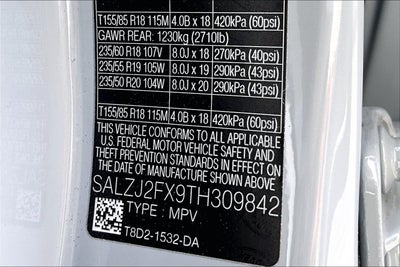 T155/85 R18 115M 4.0B x 18 420kPa (60psi)
GAWR REAR: 1230kg (2710lb)
235/60 R18 107V 8.0J x 18 270kPa (40psi)
235/55 R19 105W 8.0J x 19 290kPa (43psi)
235/50 R20 104W 8.0J x 20 290kPa (43psi)
T155/85 R18 115M 4.0B x 18 420kPa (60psi)
THIS VEHICLE CONFORMS TO ALL APPLICABLE
U.S. FEDERAL MOTOR VEHICLE SAFETY AND
THEFT PREVENTION STANDARDS IN EFFECT ON
THE DATE OF MANUFACTURE SHOWN ABOVE.
SALZJ2FX9TH309842
TYPE : MPV
T8D2-1532-DA